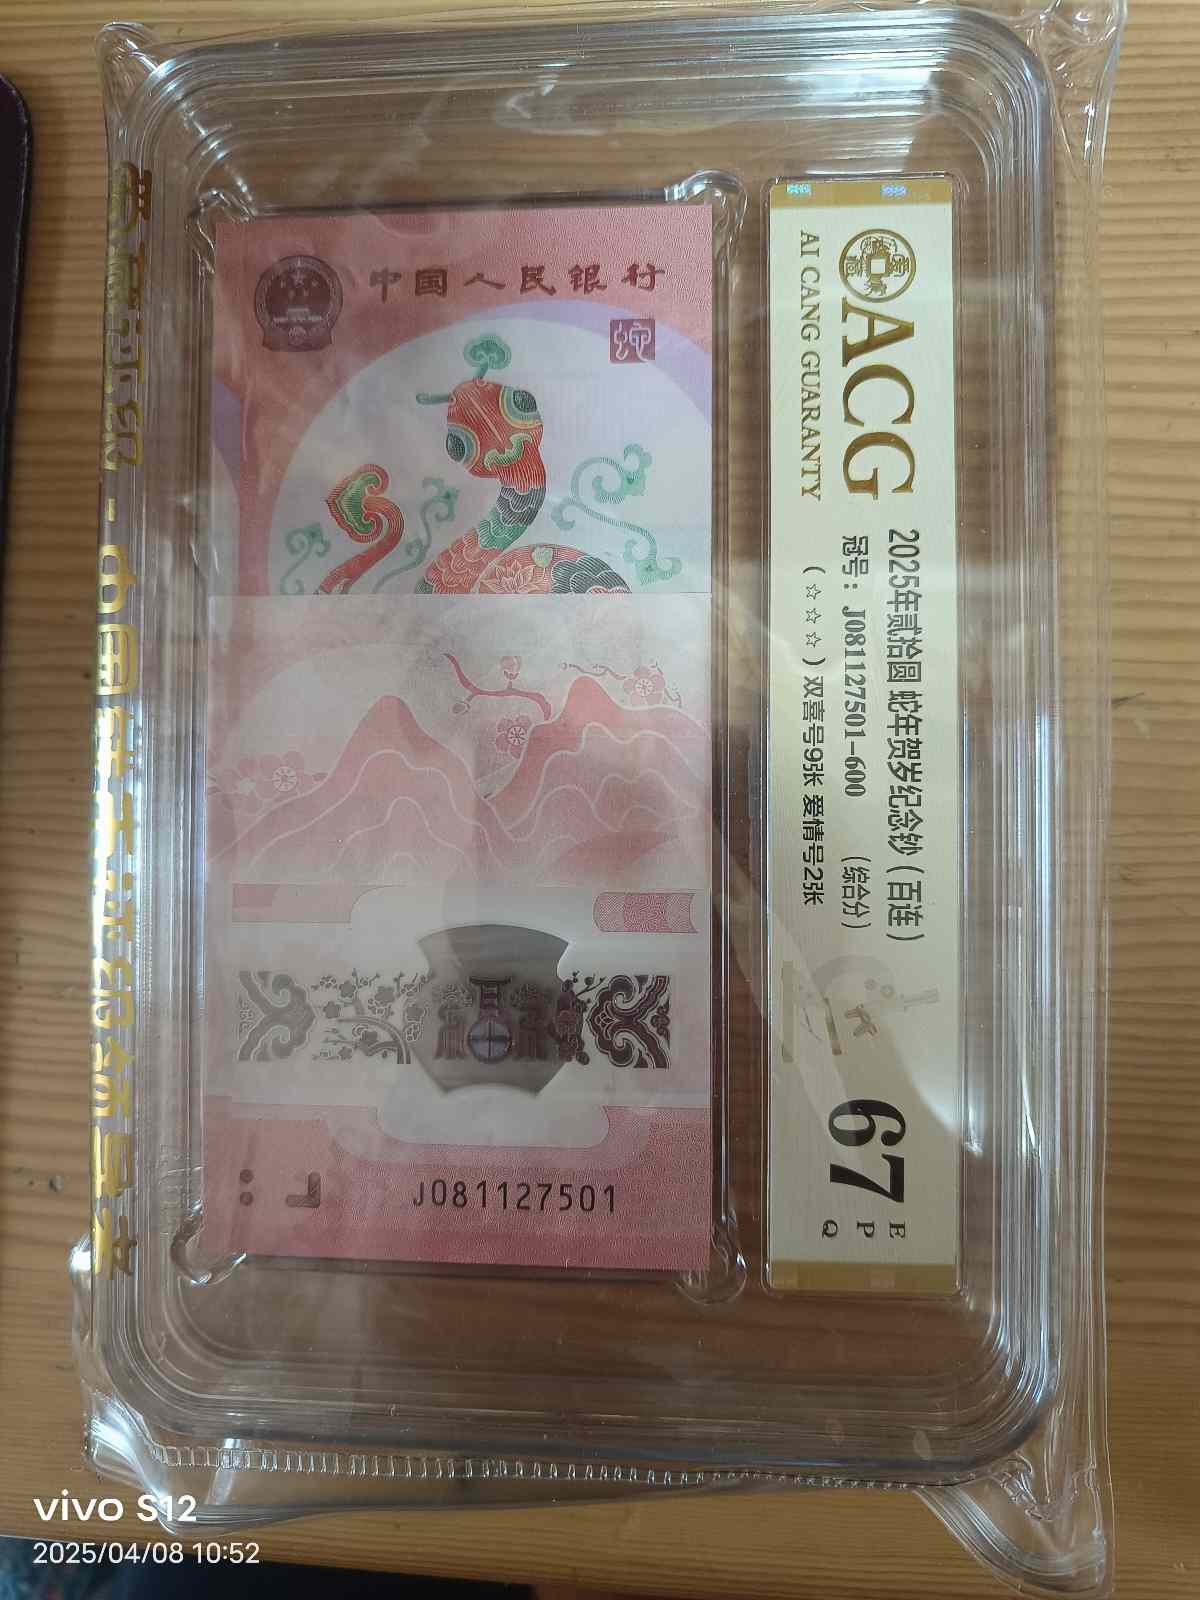 中国人民银行
蛇
J081127501
ACG
AI CANG GUARANTY
2025年贰拾圆 蛇年贺岁纪念钞（百连）
冠号：J081127501-600 （综合分）
（☆☆☆）双喜号9张 爱情号2张
67
E
P
Q
vivo S12
2025/04/08 10:52